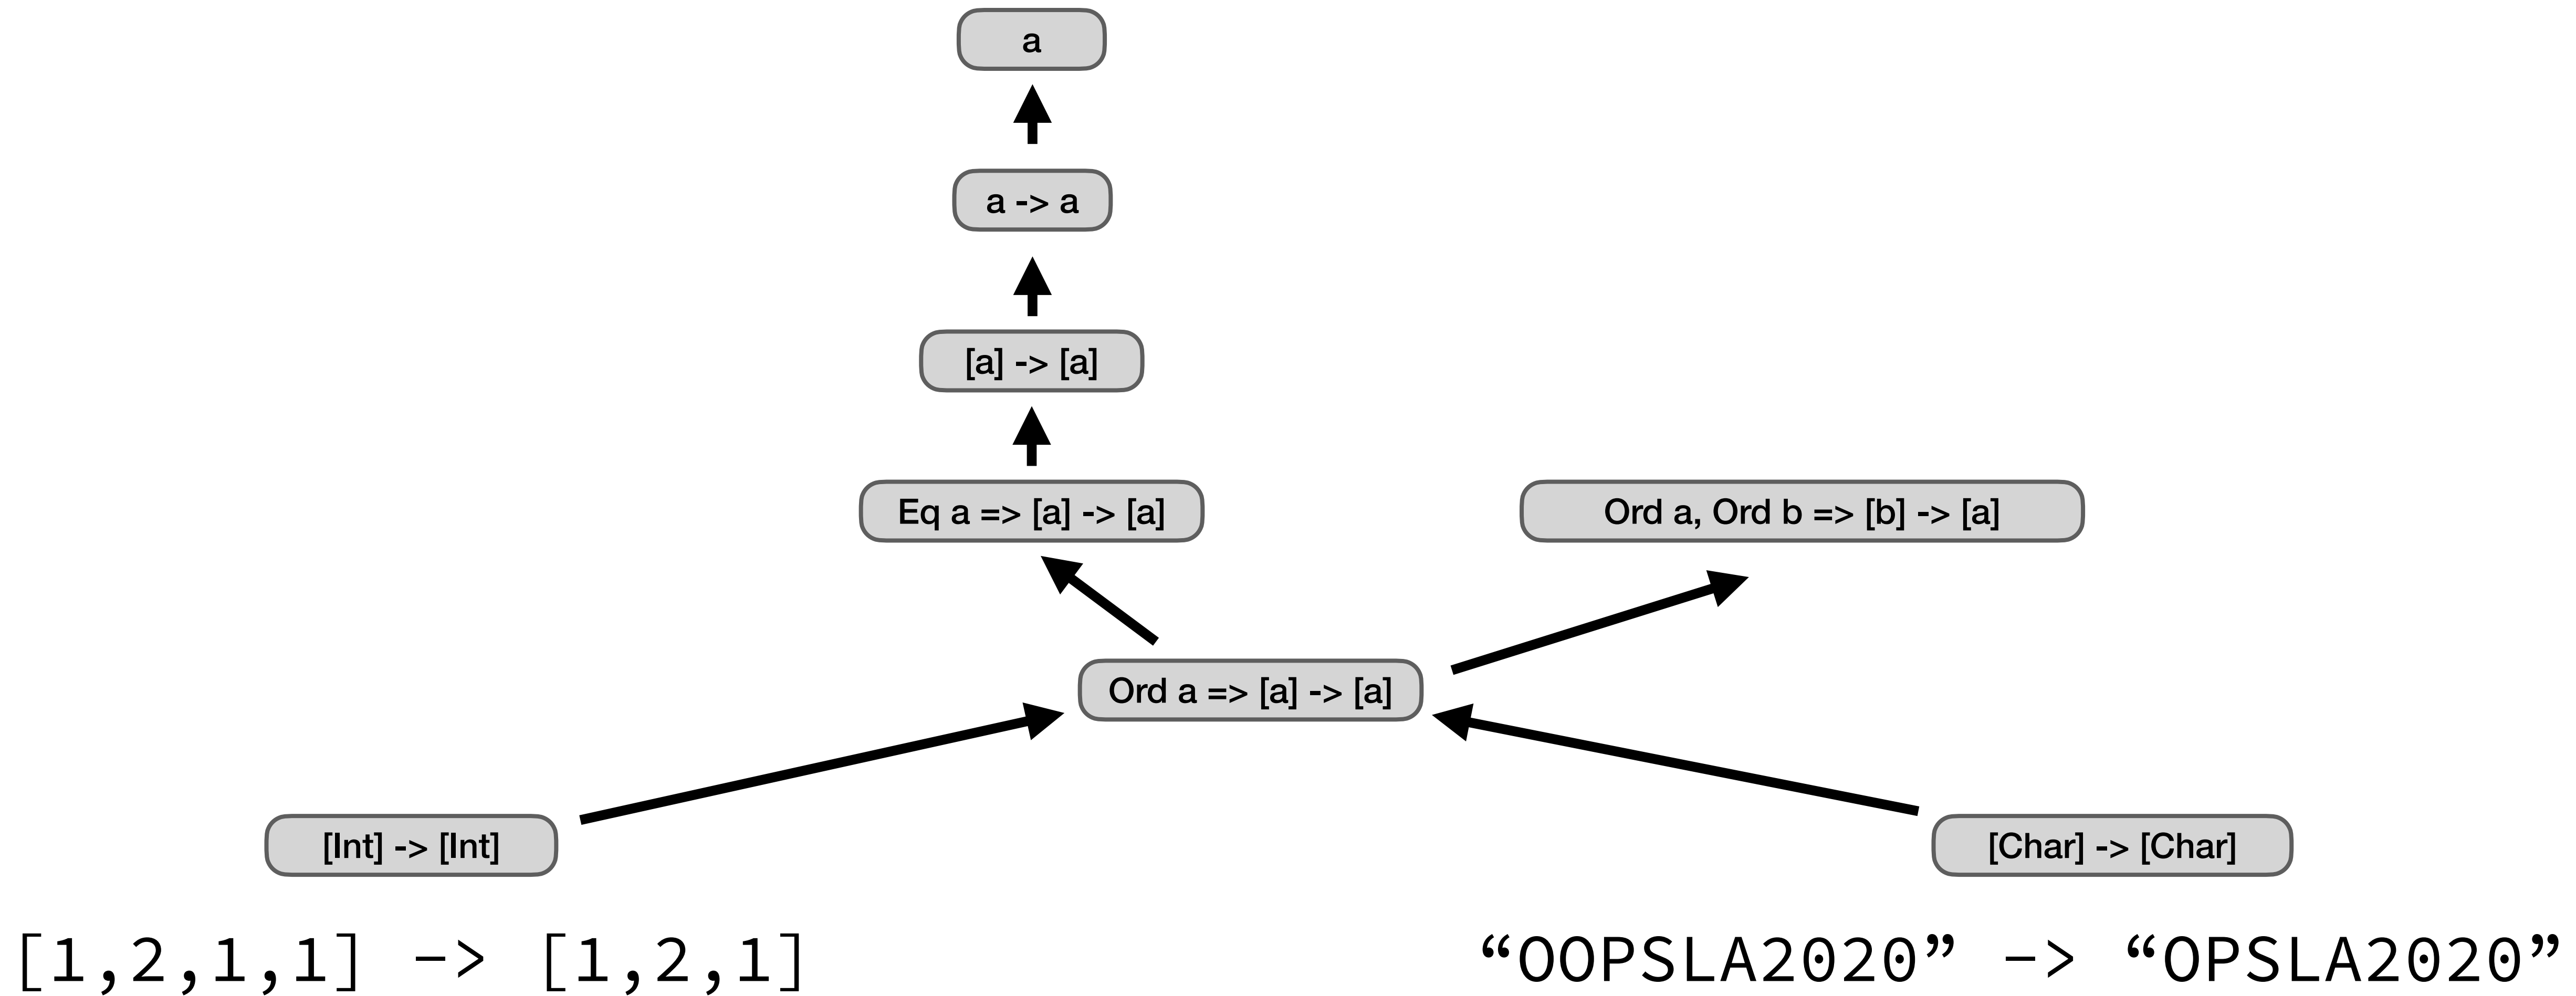 a
a -> a
[a] -> [a]
Eq a => [a] -> [a]
Ord a, Ord b => [b] -> [a]
Ord a => [a] -> [a]
[Int] -> [Int]
[Char] -> [Char]
[1,2,1,1] -> [1,2,1]
“OOPSLA2020” -> “OPSLA2020”